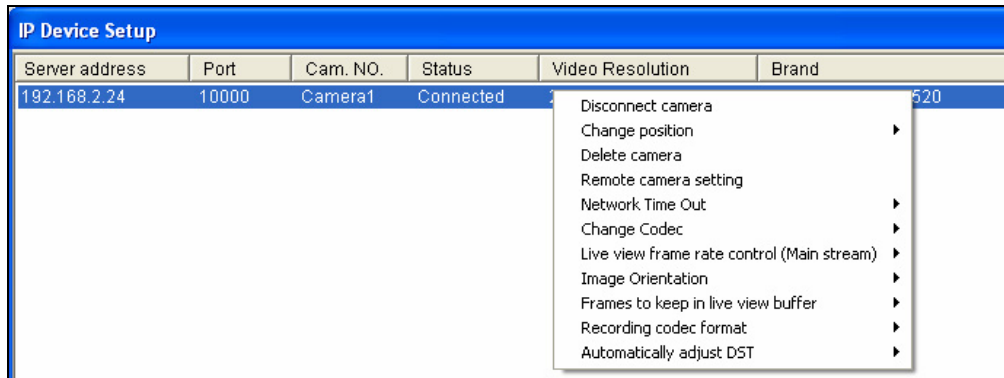 IP Device Setup
Server address Port Cam. NO. Status Video Resolution Brand
192.168.2.24 10000 Camera1 Connected 520
Disconnect camera
Change position
Delete camera
Remote camera setting
Network Time Out
Change Codec
Live view frame rate control (Main stream)
Image Orientation
Frames to keep in live view buffer
Recording codec format
Automatically adjust DST